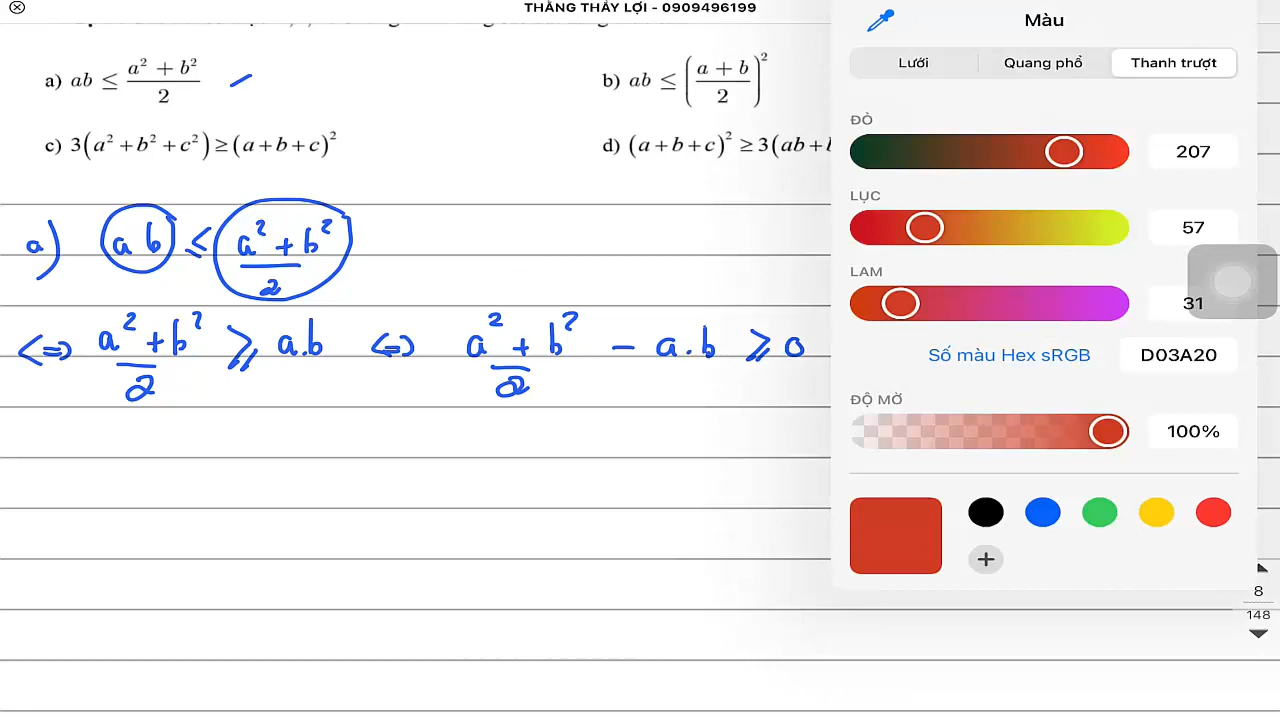 THẦNG THẦY LỢI - 0909496199
a) ab ≤ (a² + b²)/2
b) ab ≤ ((a + b)/2)²
c) 3(a² + b² + c²) ≥ (a + b + c)²
d) (a + b + c)² ≥ 3(ab +
a) ab ≤ (a² + b²)/2
⇔ (a² + b²)/2 ≥ a.b ⇔ (a² + b²)/2 - a.b ≥ 0
Màu
Lưới Quang phổ Thanh trượt
ĐỎ
207
LỤC
57
LAM
31
Số màu Hex sRGB D03A20
ĐỘ MỜ
100%
+
8
148